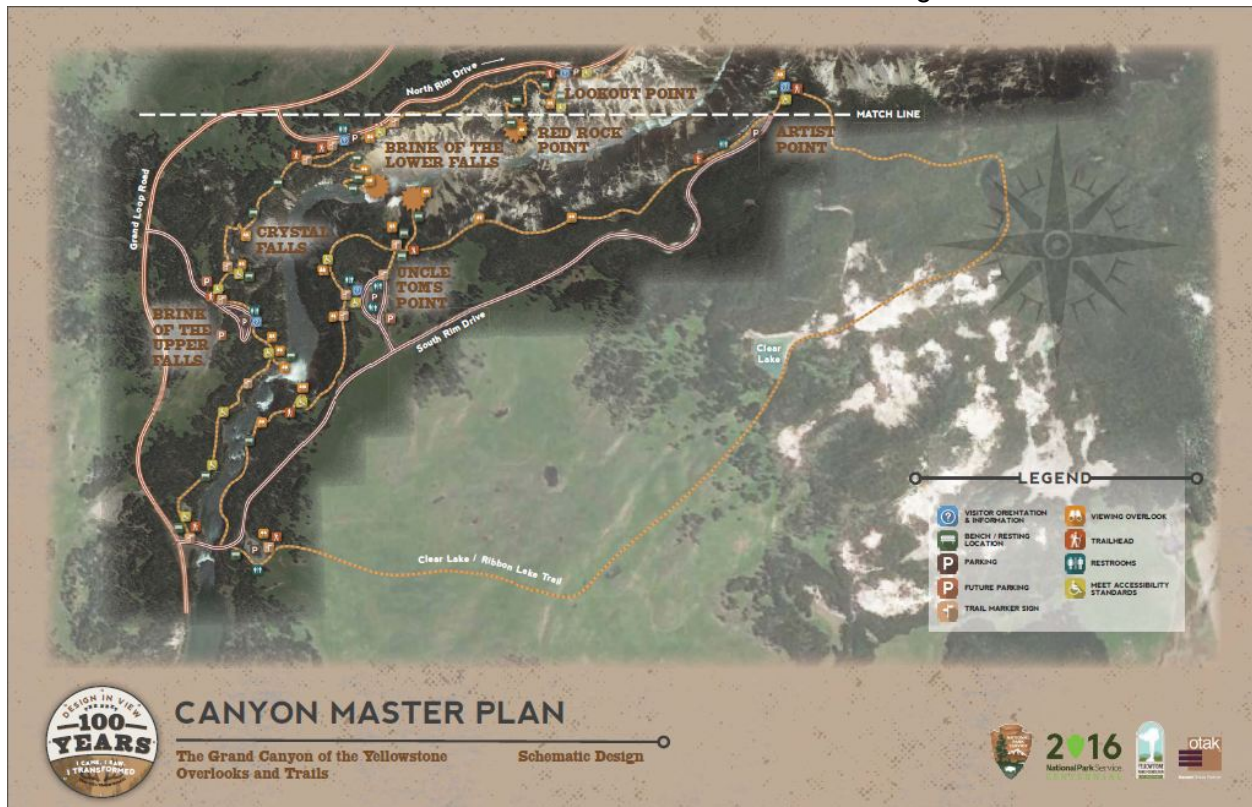 North Rim Drive
LOOKOUT POINT
MATCH LINE
BRINK OF THE
LOWER FALLS
RED ROCK
POINT
ARTIST
POINT
Grand Loop Road
CRYSTAL
FALLS
UNCLE
TOM'S
POINT
BRINK
OF THE
UPPER
FALLS
South Rim Drive
Clear
Lake
Clear Lake / Ribbon Lake Trail
LEGEND
VISITOR ORIENTATION
& INFORMATION
BENCH / RESTING
LOCATION
PARKING
FUTURE PARKING
TRAIL MARKER SIGN
VIEWING OVERLOOK
TRAILHEAD
RESTROOMS
MEET ACCESSIBILITY
STANDARDS
DESIGN IN VIEW
100
YEARS
I CAME, I SAW,
I TRANSFORMED
CANYON MASTER PLAN
The Grand Canyon of the Yellowstone
Overlooks and Trails
Schematic Design
2016
National Park Service
CENTENNIAL
otak